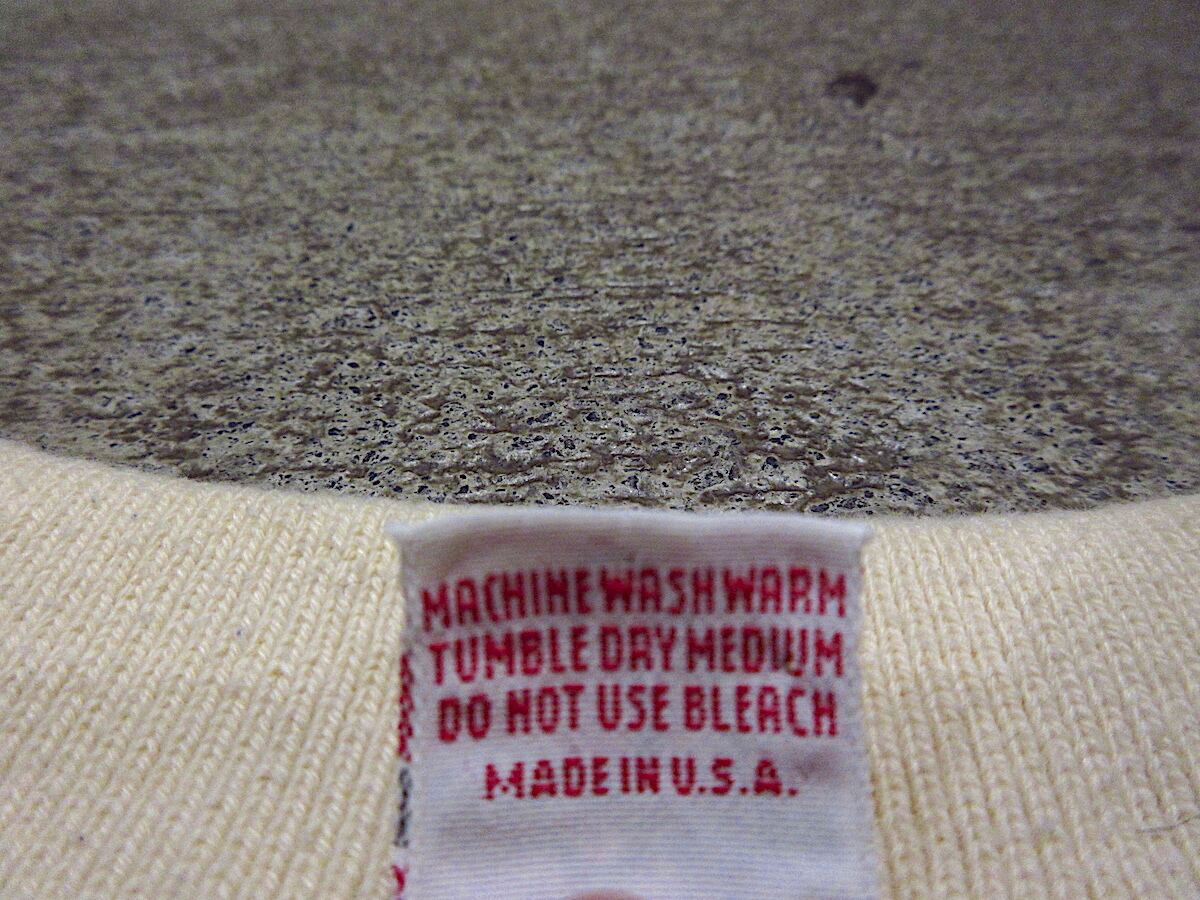 MACHINE WASH WARM
TUMBLE DRY MEDIUM
DO NOT USE BLEACH
MADE IN U.S.A.